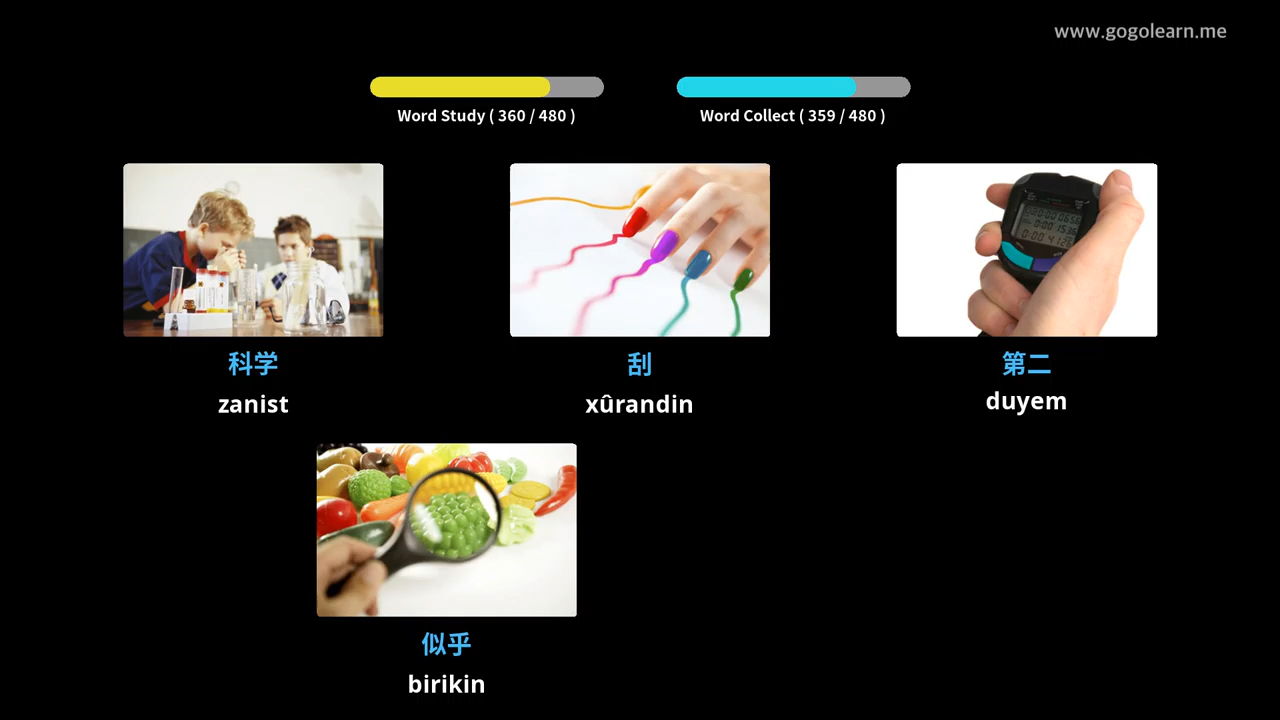 www.gogolearn.me
Word Study ( 360 / 480 )
Word Collect ( 359 / 480 )
科学
zanist
刮
xûrandin
第二
duyem
似乎
birikin